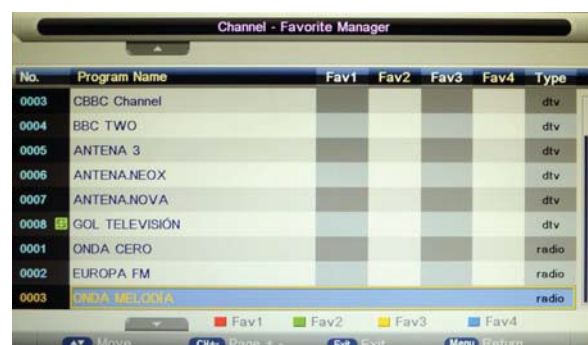 Channel - Favorite Manager
No. Program Name Fav1 Fav2 Fav3 Fav4 Type
0003 CBBC Channel dtv
0004 BBC TWO dtv
0005 ANTENA 3 dtv
0006 ANTENA.NEOX dtv
0007 ANTENA.NOVA dtv
0008 GOL TELEVISIÓN dtv
0001 ONDA CERO radio
0002 EUROPA FM radio
0003 ONDA MELODÍA radio
Fav1 Fav2 Fav3 Fav4
Move CH+- Page + - Exit Exit Menu Return